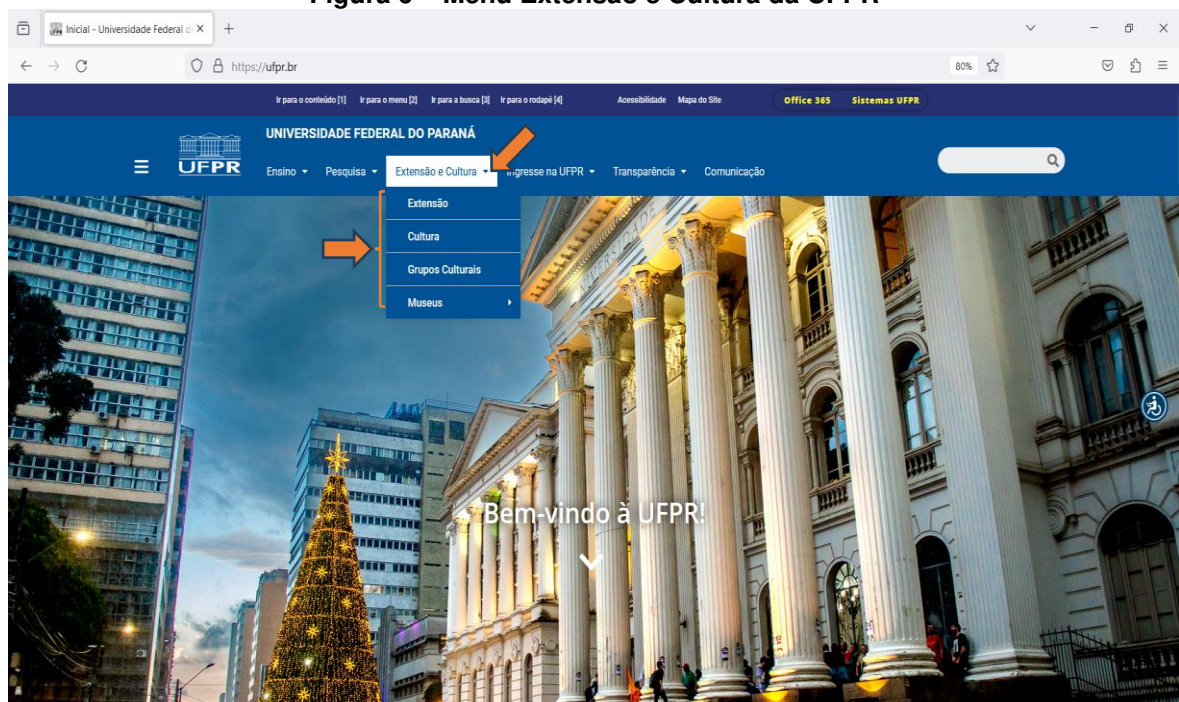 Menu Extensão e Cultura da UFPR
Inicial - Universidade Federal d
https://ufpr.br
80%
Ir para o conteúdo [1] Ir para o menu [2] Ir para a busca [3] Ir para o rodapé [4] Acessibilidade Mapa do Site Office 365 Sistemas UFPR
UNIVERSIDADE FEDERAL DO PARANÁ
UFPR
Ensino Pesquisa Extensão e Cultura Ingresse na UFPR Transparência Comunicação
Extensão
Cultura
Grupos Culturais
Museus
Bem-vindo à UFPR!